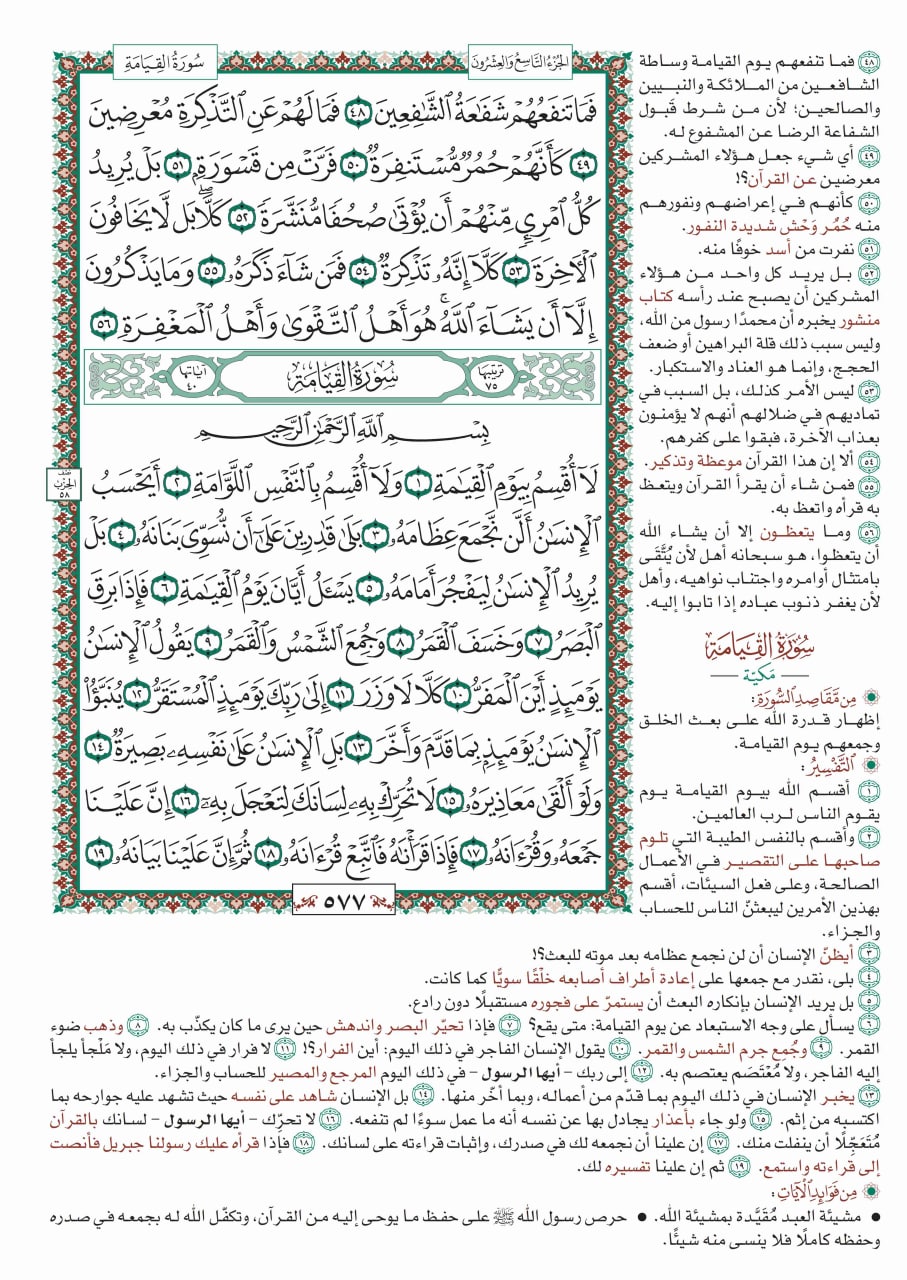 الجُزْءُ التَّاسِعُ وَالعِشْرُونَ
سُورَةُ القِيَامَةِ
فَمَا تَنفَعُهُمْ شَفَٰعَةُ ٱلشَّٰفِعِينَ ٤٨ فَمَا لَهُمْ عَنِ ٱلتَّذْكِرَةِ مُعْرِضِينَ
٤٩ كَأَنَّهُمْ حُمُرٌ مُّسْتَنفِرَةٌ ٥٠ فَرَّتْ مِن قَسْوَرَةٍۭ ٥١ بَلْ يُرِيدُ
كُلُّ ٱمْرِئٍ مِّنْهُمْ أَن يُؤْتَىٰ صُحُفًا مُّنَشَّرَةً ٥٢ كَلَّاۖ بَل لَّا يَخَافُونَ
ٱلْأٓخِرَةَ ٥٣ كَلَّآ إِنَّهُۥ تَذْكِرَةٌ ٥٤ فَمَن شَآءَ ذَكَرَهُۥ ٥٥ وَمَا يَذْكُرُونَ
إِلَّآ أَن يَشَآءَ ٱللَّهُۚ هُوَ أَهْلُ ٱلتَّقْوَىٰ وَأَهْلُ ٱلْمَغْفِرَةِ ٥٦
ترتيبها ٧٥
سُورَةُ القِيَامَةِ
آياتها ٤٠
بِسْمِ ٱللَّهِ ٱلرَّحْمَٰنِ ٱلرَّحِيمِ
لَآ أُقْسِمُ بِيَوْمِ ٱلْقِيَٰمَةِ ١ وَلَآ أُقْسِمُ بِٱلنَّفْسِ ٱللَّوَّامَةِ ٢ أَيَحْسَبُ
ٱلْإِنسَٰنُ أَلَّن نَّجْمَعَ عِظَامَهُۥ ٣ بَلَىٰ قَٰدِرِينَ عَلَىٰٓ أَن نُّسَوِّىَ بَنَانَهُۥ ٤ بَلْ
يُرِيدُ ٱلْإِنسَٰنُ لِيَفْجُرَ أَمَامَهُۥ ٥ يَسْـَٔلُ أَيَّانَ يَوْمُ ٱلْقِيَٰمَةِ ٦ فَإِذَا بَرِقَ
ٱلْبَصَرُ ٧ وَخَسَفَ ٱلْقَمَرُ ٨ وَجُمِعَ ٱلشَّمْسُ وَٱلْقَمَرُ ٩ يَقُولُ ٱلْإِنسَٰنُ
يَوْمَئِذٍ أَيْنَ ٱلْمَفَرُّ ١٠ كَلَّا لَا وَزَرَ ١١ إِلَىٰ رَبِّكَ يَوْمَئِذٍ ٱلْمُسْتَقَرُّ ١٢ يُنَبَّؤُا۟
ٱلْإِنسَٰنُ يَوْمَئِذٍۭ بِمَا قَدَّمَ وَأَخَّرَ ١٣ بَلِ ٱلْإِنسَٰنُ عَلَىٰ نَفْسِهِۦ بَصِيرَةٌ ١٤
وَلَوْ أَلْقَىٰ مَعَاذِيرَهُۥ ١٥ لَا تُحَرِّكْ بِهِۦ لِسَانَكَ لِتَعْجَلَ بِهِۦٓ ١٦ إِنَّ عَلَيْنَا
جَمْعَهُۥ وَقُرْءَانَهُۥ ١٧ فَإِذَا قَرَأْنَٰهُ فَٱتَّبِعْ قُرْءَانَهُۥ ١٨ ثُمَّ إِنَّ عَلَيْنَا بَيَانَهُۥ ١٩
نصف
الحزب
٥٨
٥٧٧
٤٨ فما تنفعهم يوم القيامة وساطة
الشافعين من الملائكة والنبيين
والصالحين؛ لأن من شرط قَبول
الشفاعة الرضا عن المشفوع له.
٤٩ أي شيء جعل هؤلاء المشركين
معرضين عن القرآن؟!
٥٠ كأنهم في إعراضهم ونفورهم
منه حُمُر وَحْش شديدة النفور.
٥١ نفرت من أسد خوفًا منه.
٥٢ بل يريد كل واحد من هؤلاء
المشركين أن يصبح عند رأسه كتاب
منشور يخبره أن محمدًا رسول من الله،
وليس سبب ذلك قلة البراهين أو ضعف
الحجج، وإنما هو العناد والاستكبار.
٥٣ ليس الأمر كذلك، بل السبب في
تماديهم في ضلالهم أنهم لا يؤمنون
بعذاب الآخرة، فبقوا على كفرهم.
٥٤ ألا إن هذا القرآن موعظة وتذكير.
٥٥ فمن شاء أن يقرأ القرآن ويتعظ
به قرأه واتعظ به.
٥٦ وما يتعظون إلا أن يشاء الله
أن يتعظوا، هو سبحانه أهل لأن يُتَّقَى
بامتثال أوامره واجتناب نواهيه، وأهل
لأن يغفر ذنوب عباده إذا تابوا إليه.
سُورَةُ القِيَامَةِ
— مَكيّة —
مِن مَّقَاصِدِ السُّورَةِ:
إظهار قدرة الله على بعث الخلق
وجمعهم يوم القيامة.
التَّفْسِيرُ:
١ أقسم الله بيوم القيامة يوم
يقوم الناس لرب العالمين.
٢ وأقسم بالنفس الطيبة التي تلوم
صاحبها على التقصير في الأعمال
الصالحة، وعلى فعل السيئات، أقسم
بهذين الأمرين ليبعثنّ الناس للحساب
والجزاء.
٣ أيظنّ الإنسان أن لن نجمع عظامه بعد موته للبعث؟!
٤ بلى، نقدر مع جمعها على إعادة أطراف أصابعه خلْقًا سويًّا كما كانت.
٥ بل يريد الإنسان بإنكاره البعث أن يستمرّ على فجوره مستقبلًا دون رادع.
٦ يسأل على وجه الاستبعاد عن يوم القيامة: متى يقع؟ ٧ فإذا تحيّر البصر واندهش حين يرى ما كان يكذّب به. ٨ وذهب ضوء
القمر. ٩ وجُمِع جرم الشمس والقمر. ١٠ يقول الإنسان الفاجر في ذلك اليوم: أين الفرار؟! ١١ لا فرار في ذلك اليوم، ولا مَلْجأ يلجأ
إليه الفاجر، ولا مُعْتَصَم يعتصم به. ١٢ إلى ربك – أيها الرسول – في ذلك اليوم المرجع والمصير للحساب والجزاء.
١٣ يخبر الإنسان في ذلك اليوم بما قدّم من أعماله، وبما أخّر منها. ١٤ بل الإنسان شاهد على نفسه حيث تشهد عليه جوارحه بما
اكتسبه من إثم. ١٥ ولو جاء بأعذار يجادل بها عن نفسه أنه ما عمل سوءًا لم تنفعه. ١٦ لا تحرّك – أيها الرسول – لسانك بالقرآن
مُتَعَجِّلًا أن ينفلت منك. ١٧ إن علينا أن نجمعه لك في صدرك، وإثبات قراءته على لسانك. ١٨ فإذا قرأه عليك رسولنا جبريل فأنصت
إلى قراءته واستمع. ١٩ ثم إن علينا تفسيره لك.
مِن فَوَائِدِ الآيَاتِ:
• مشيئة العبد مُقَيَّدة بمشيئة الله. • حرص رسول الله ﷺ على حفظ ما يوحى إليه من القرآن، وتكفّل الله له بجمعه في صدره
وحفظه كاملًا فلا ينسى منه شيئًا.